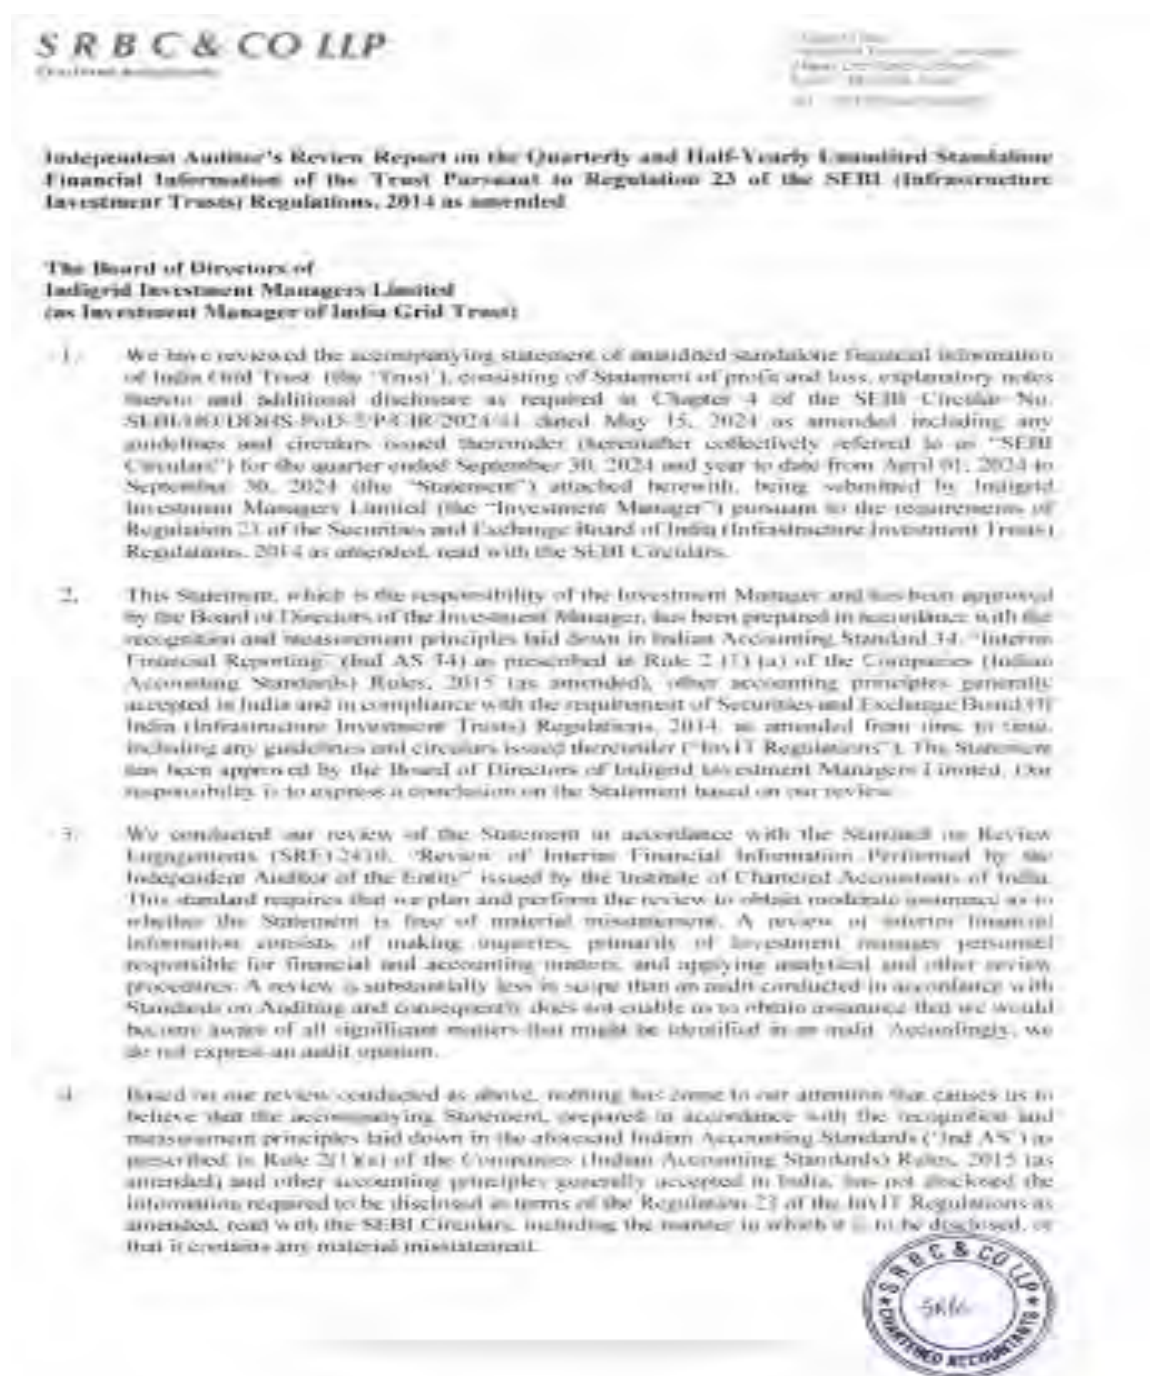 S R B C & CO LLP
Chartered Accountants
Independent Auditor's Review Report on the Quarterly and Half-Yearly Unaudited Standalone
Financial Information of the Trust Pursuant to Regulation 23 of the SEBI (Infrastructure
Investment Trusts) Regulations, 2014 as amended
The Board of Directors of
Indigrid Investment Managers Limited
(as Investment Manager of India Grid Trust)
1. We have reviewed the accompanying statement of unaudited standalone financial information
of India Grid Trust (the 'Trust'), consisting of Statement of profit and loss, explanatory notes
thereto and additional disclosure as required in Chapter 4 of the SEBI Circular No.
dated May 15, 2024 as amended including any
guidelines and circulars issued thereunder (hereinafter collectively referred to as "SEBI
Circulars") for the quarter ended September 30, 2024 and year to date from April 01, 2024 to
September 30, 2024 (the "Statement") attached herewith, being submitted by Indigrid
Investment Managers Limited (the "Investment Manager") pursuant to the requirements of
Regulation 23 of the Securities and Exchange Board of India (Infrastructure Investment Trusts)
Regulations, 2014 as amended, read with the SEBI Circulars.
2. This Statement, which is the responsibility of the Investment Manager and has been approved
by the Board of Directors of the Investment Manager, has been prepared in accordance with the
recognition and measurement principles laid down in Indian Accounting Standard 34, "Interim
Financial Reporting" (Ind AS 34) as prescribed in Rule 2 (1) (a) of the Companies (Indian
Accounting Standards) Rules, 2015 (as amended), other accounting principles generally
accepted in India and in compliance with the requirement of Securities and Exchange Board Of
India (Infrastructure Investment Trusts) Regulations, 2014, as amended from time to time,
including any guidelines and circulars issued thereunder ("InvIT Regulations"). The Statement
has been approved by the Board of Directors of Indigrid Investment Managers Limited. Our
responsibility is to express a conclusion on the Statement based on our review.
3. We conducted our review of the Statement in accordance with the Standard on Review
Engagements (SRE) 2410, "Review of Interim Financial Information Performed by the
Independent Auditor of the Entity" issued by the Institute of Chartered Accountants of India.
This standard requires that we plan and perform the review to obtain moderate assurance as to
whether the Statement is free of material misstatement. A review of interim financial
information consists of making inquiries, primarily of Investment manager personnel
responsible for financial and accounting matters, and applying analytical and other review
procedures. A review is substantially less in scope than an audit conducted in accordance with
Standards on Auditing and consequently does not enable us to obtain assurance that we would
become aware of all significant matters that might be identified in an audit. Accordingly, we
do not express an audit opinion.
4. Based on our review conducted as above, nothing has come to our attention that causes us to
believe that the accompanying Statement, prepared in accordance with the recognition and
measurement principles laid down in the aforesaid Indian Accounting Standards ('Ind AS') as
prescribed in Rule 2(1)(a) of the Companies (Indian Accounting Standards) Rules, 2015 (as
amended) and other accounting principles generally accepted in India, has not disclosed the
information required to be disclosed in terms of the Regulation 23 of the InvIT Regulations as
amended, read with the SEBI Circulars, including the manner in which it is to be disclosed, or
that it contains any material misstatement.
S R B C & CO LLP
CHARTERED ACCOUNTANTS